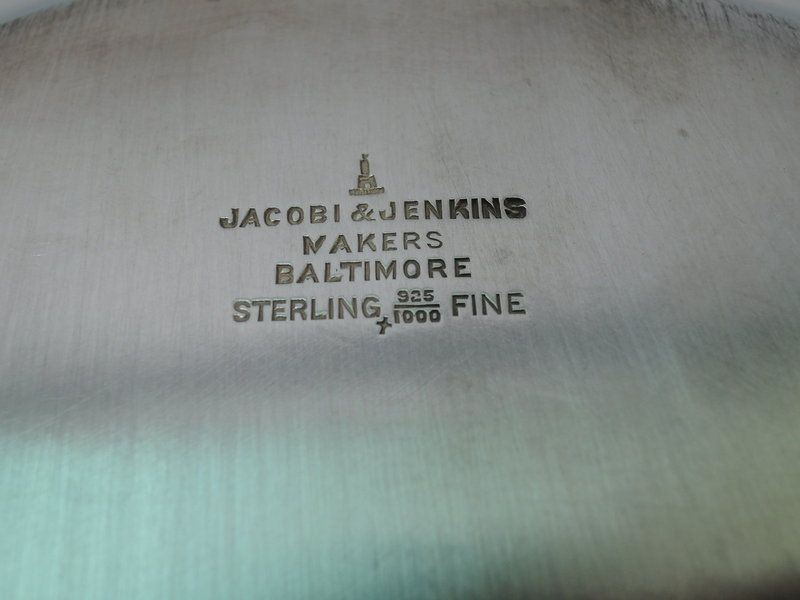 JACOBI & JENKINS
MAKERS
BALTIMORE
STERLING 925/1000 FINE